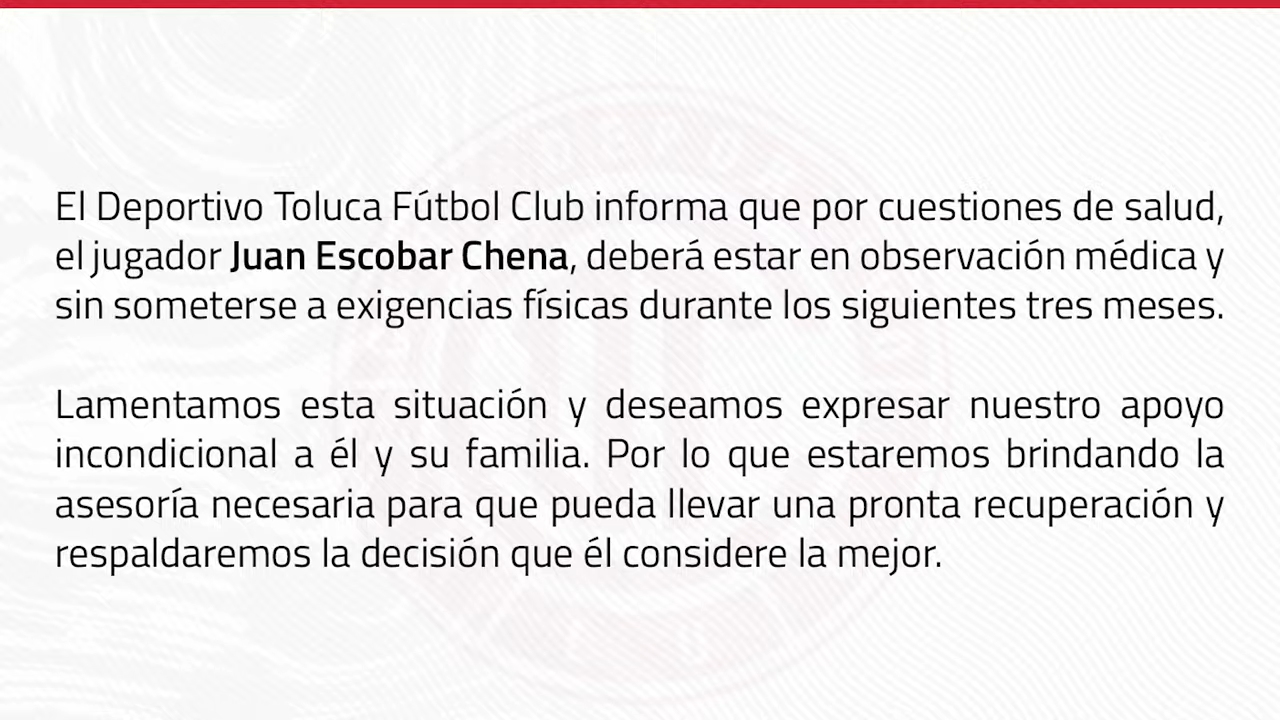 El Deportivo Toluca Fútbol Club informa que por cuestiones de salud,
el jugador Juan Escobar Chena, deberá estar en observación médica y
sin someterse a exigencias físicas durante los siguientes tres meses.
Lamentamos esta situación y deseamos expresar nuestro apoyo
incondicional a él y su familia. Por lo que estaremos brindando la
asesoría necesaria para que pueda llevar una pronta recuperación y
respaldaremos la decisión que él considere la mejor.